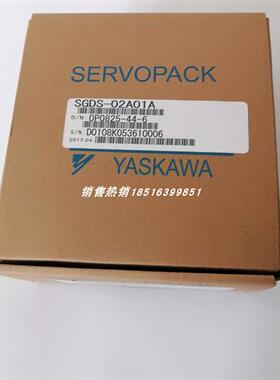 SERVOPACK
SGDS-02A01A
O/N: 0P0825-44-6
S/N: D0108K053610006
2017.04
YASKAWA
销售热销18516399851